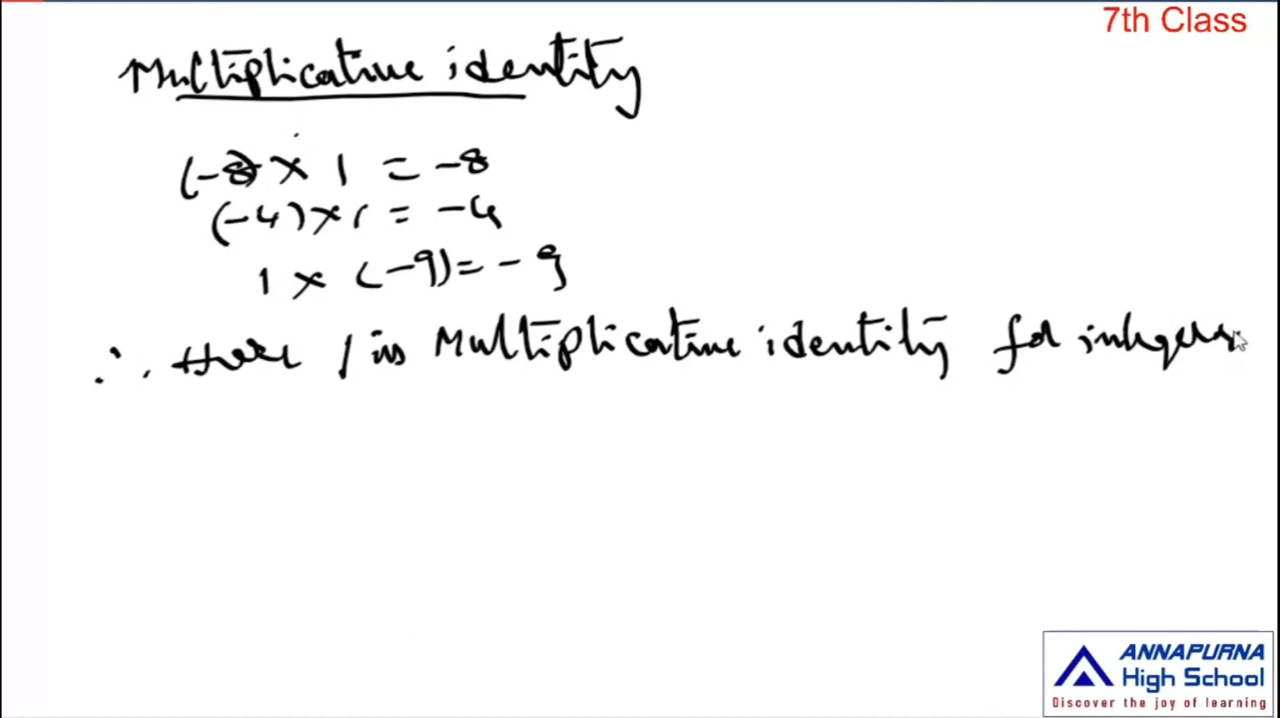 7th Class
Multiplicative identity
(-8) × 1 = -8
(-4) × 1 = -4
1 × (-9) = -9
∴ Here 1 is Multiplicative identity for integers
ANNAPURNA
High School
Discover the joy of learning